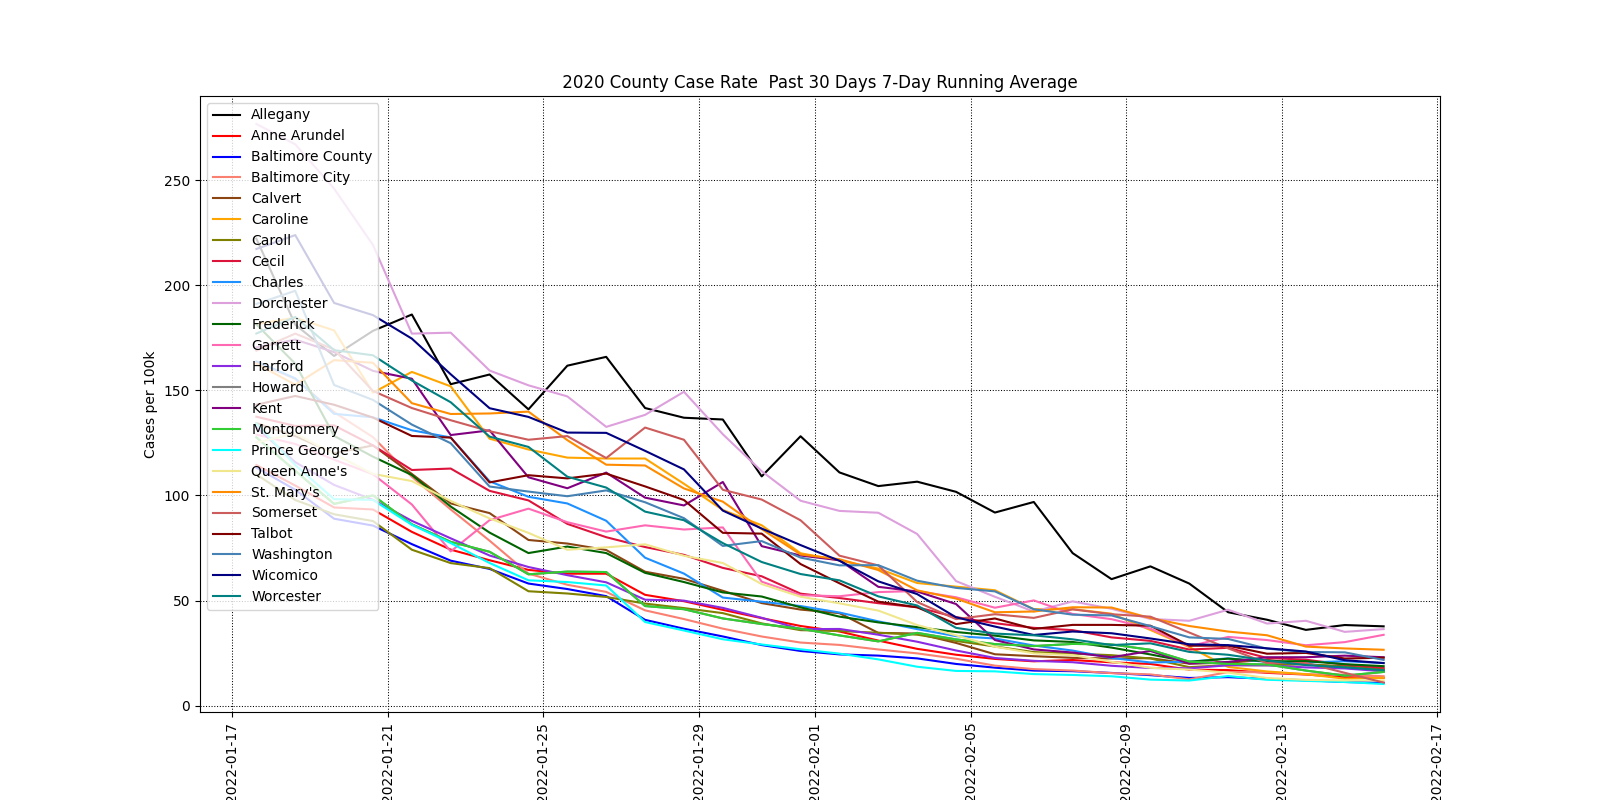 2020 County Case Rate  Past 30 Days 7-Day Running Average
Cases per 100k
250
200
150
100
50
0
Allegany
Anne Arundel
Baltimore County
Baltimore City
Calvert
Caroline
Caroll
Cecil
Charles
Dorchester
Frederick
Garrett
Harford
Howard
Kent
Montgomery
Prince George's
Queen Anne's
St. Mary's
Somerset
Talbot
Washington
Wicomico
Worcester
2022-01-17
2022-01-21
2022-01-25
2022-01-29
2022-02-01
2022-02-05
2022-02-09
2022-02-13
2022-02-17